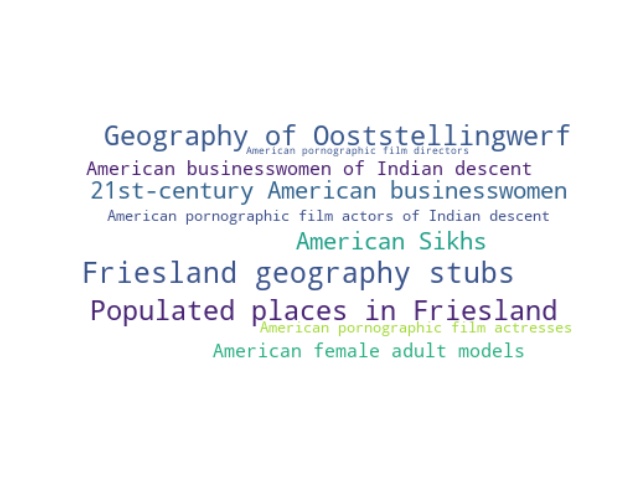 Geography of Ooststellingwerf
American pornographic film directors
American businesswomen of Indian descent
21st-century American businesswomen
American pornographic film actors of Indian descent
American Sikhs
Friesland geography stubs
Populated places in Friesland
American pornographic film actresses
American female adult models